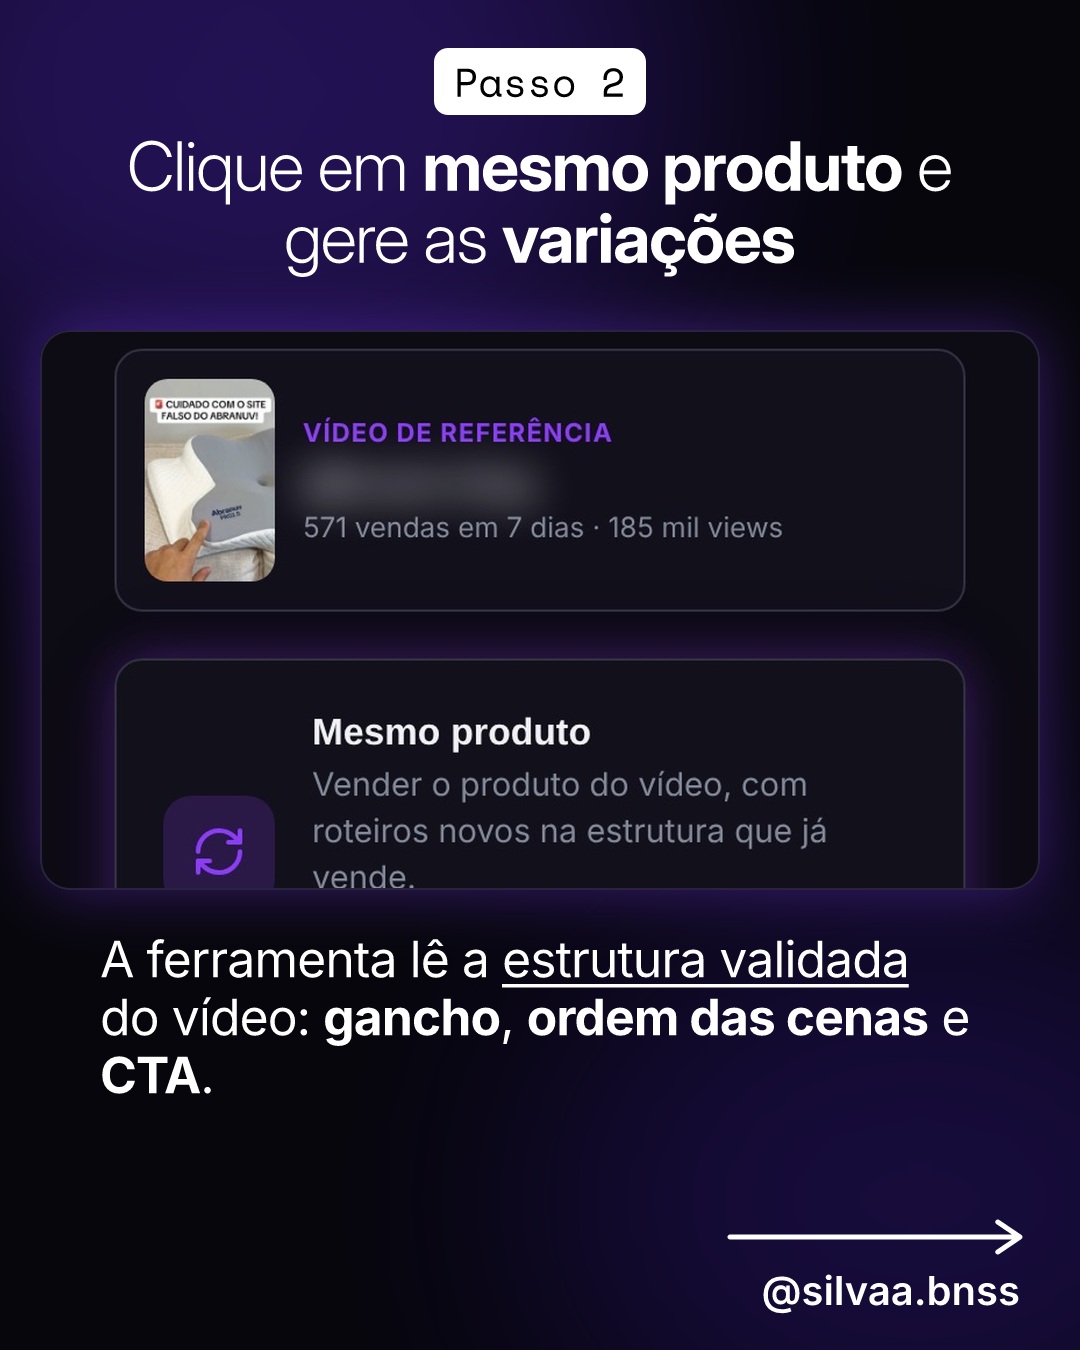 Passo 2
Clique em mesmo produto e
gere as variações
🚨 CUIDADO COM O SITE
FALSO DO ABRANUV!
Abranuv
VÍDEO DE REFERÊNCIA
571 vendas em 7 dias · 185 mil views
Mesmo produto
Vender o produto do vídeo, com
roteiros novos na estrutura que já
vende.
A ferramenta lê a estrutura validada
do vídeo: gancho, ordem das cenas e
CTA.
@silvaa.bnss